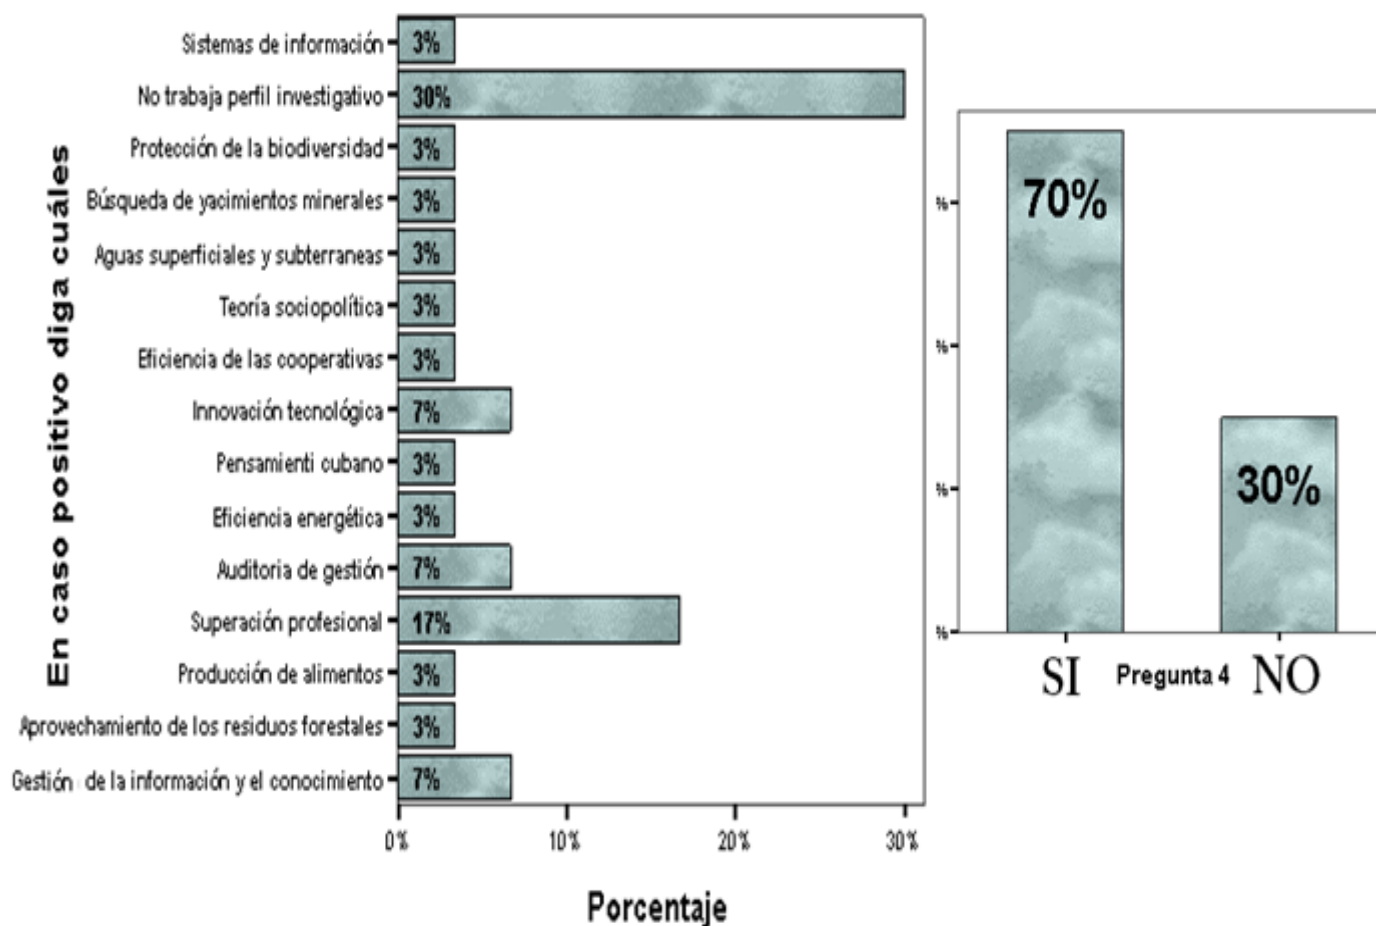 En caso positivo diga cuáles
Sistemas de información
3%
No trabaja perfil investigativo
30%
Protección de la biodiversidad
3%
Búsqueda de yacimientos minerales
3%
Aguas superficiales y subterraneas
3%
Teoría sociopolítica
3%
Eficiencia de las cooperativas
3%
Innovación tecnológica
7%
Pensamienti cubano
3%
Eficiencia energética
3%
Auditoria de gestión
7%
Superación profesional
17%
Producción de alimentos
3%
Aprovechamiento de los residuos forestales
3%
Gestión de la información y el conocimiento
7%
0% 10% 20% 30%
Porcentaje
%
%
%
%
70%
30%
SI Pregunta 4 NO